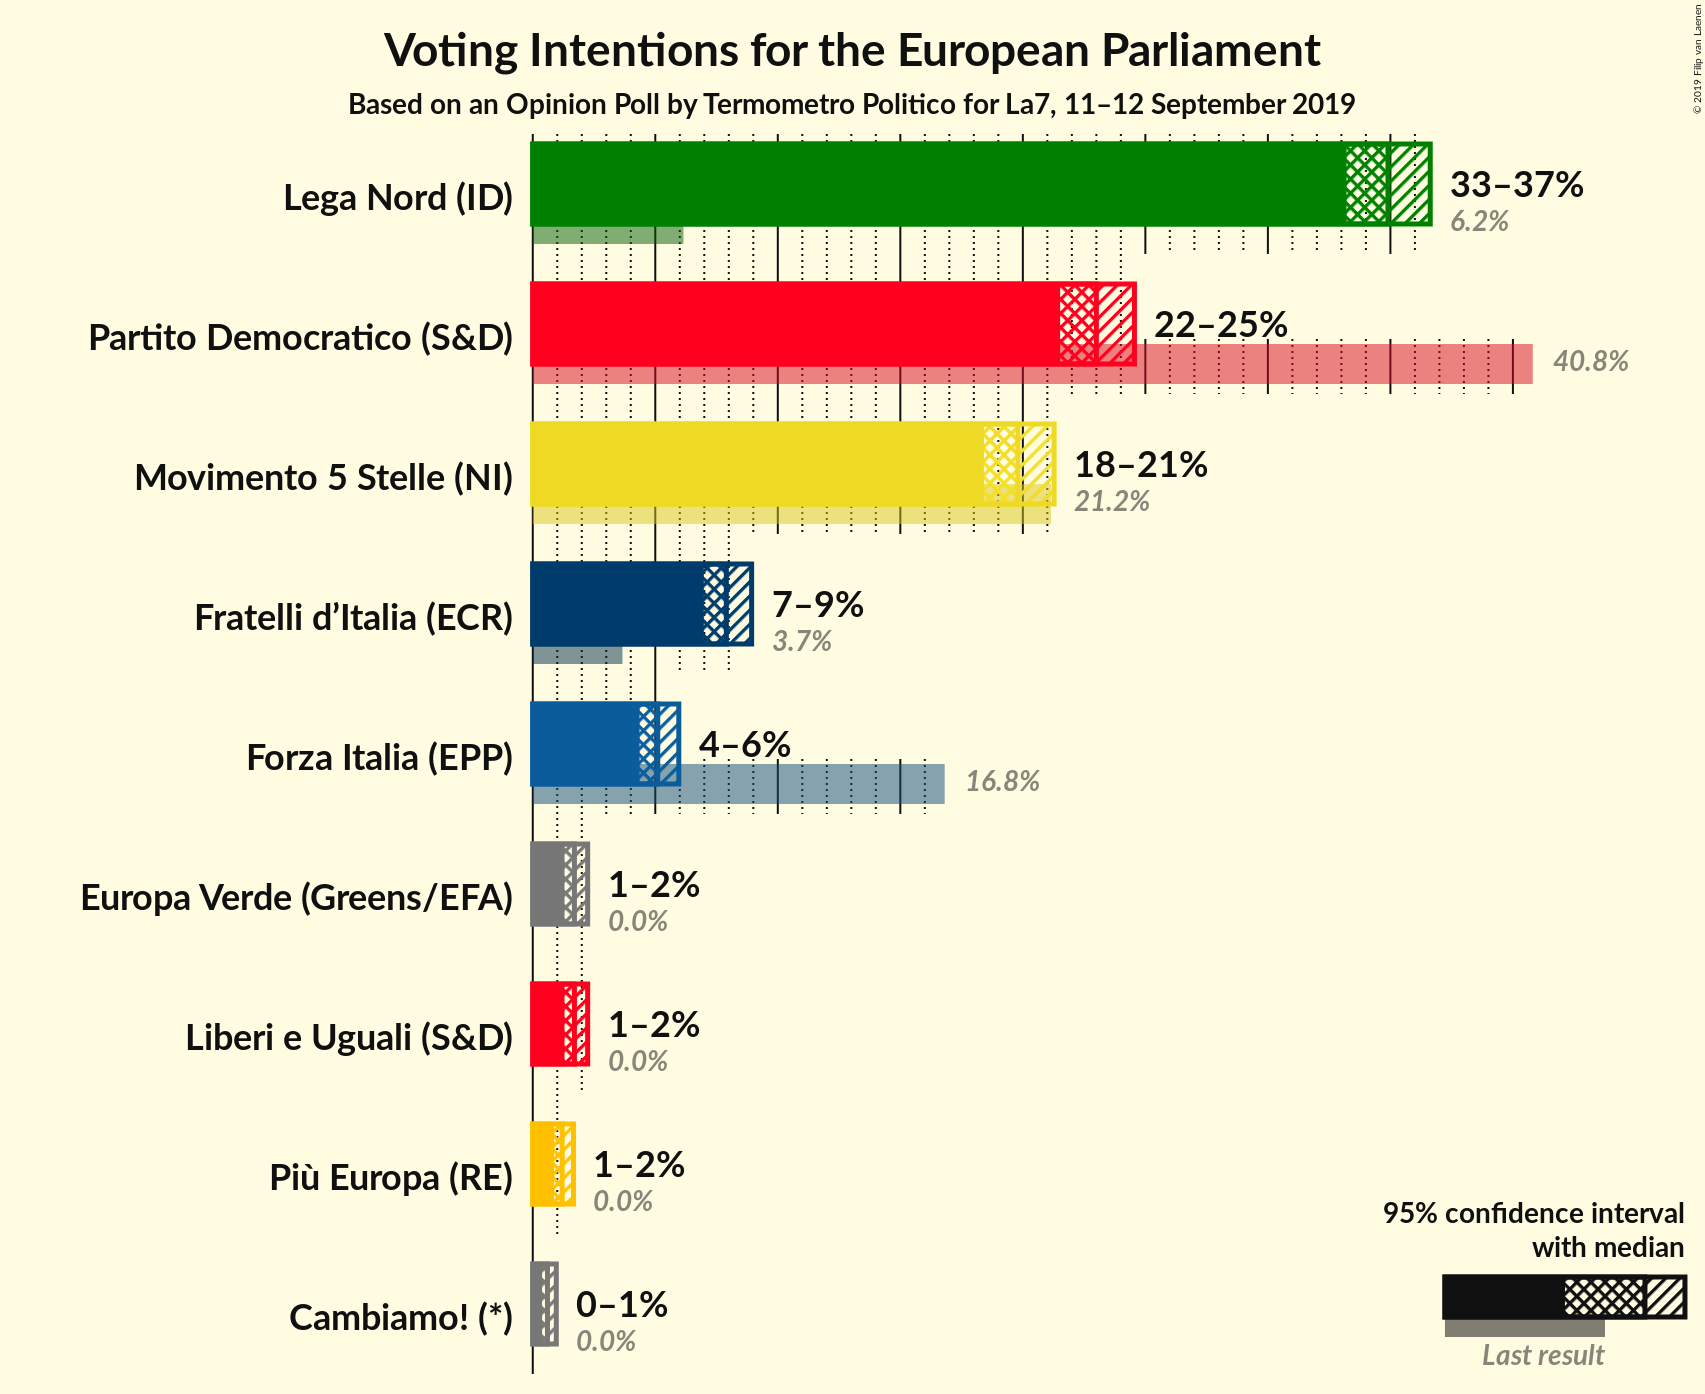 Voting Intentions for the European Parliament
Based on an Opinion Poll by Termometro Politico for La7, 11–12 September 2019
© 2019 Filip van Laenen
Lega Nord (ID)
33–37%
6.2%
Partito Democratico (S&D)
22–25%
40.8%
Movimento 5 Stelle (NI)
18–21%
21.2%
Fratelli d’Italia (ECR)
7–9%
3.7%
Forza Italia (EPP)
4–6%
16.8%
Europa Verde (Greens/EFA)
1–2%
0.0%
Liberi e Uguali (S&D)
1–2%
0.0%
Più Europa (RE)
1–2%
0.0%
Cambiamo! (*)
0–1%
0.0%
95% confidence interval
with median
Last result